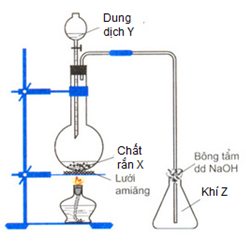 Dung
dịch Y
Chất
rắn X
Lưới
amiăng
Bông tẩm
dd NaOH
Khí Z